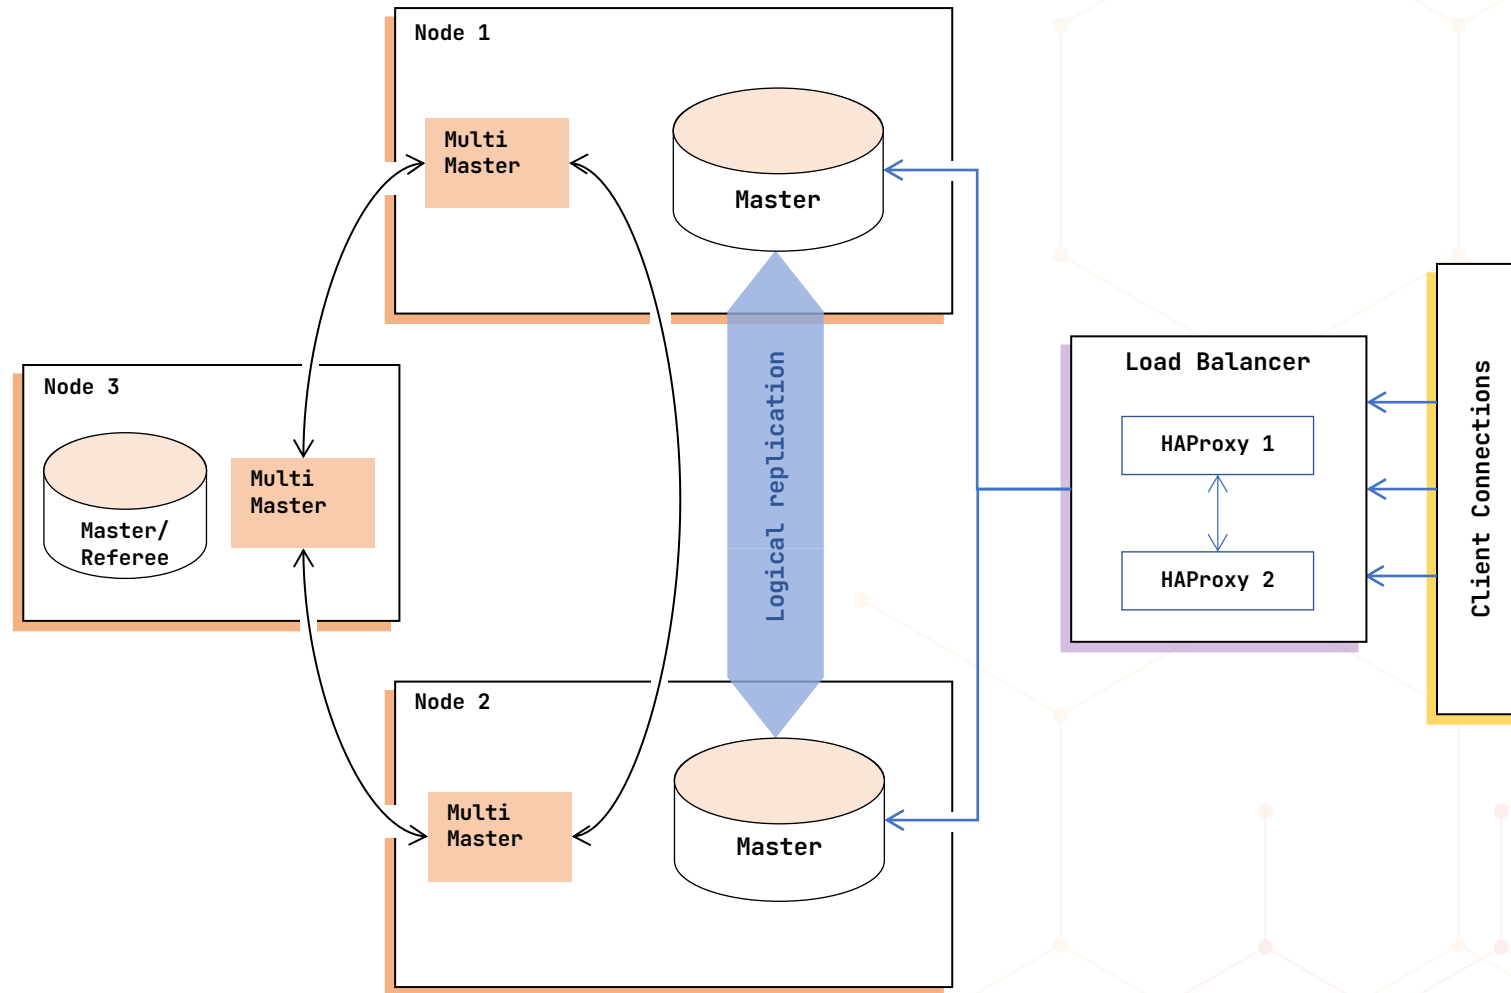 Node 1
Multi
Master
Master
Node 3
Master/
Referee
Multi
Master
Logical replication
Load Balancer
HAProxy 1
HAProxy 2
Client Connections
Node 2
Multi
Master
Master